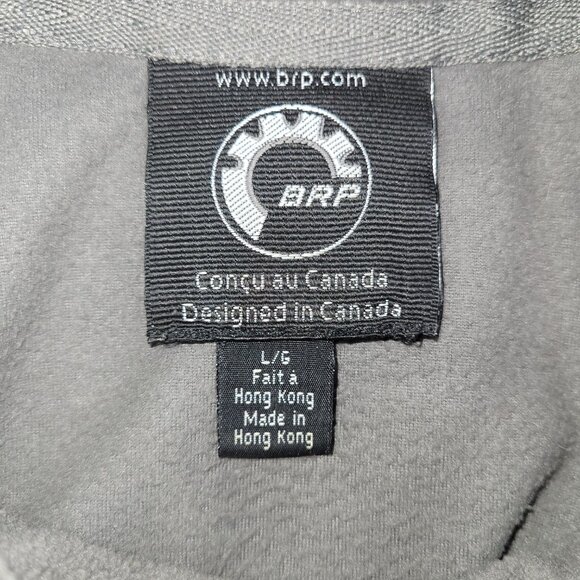 www.brp.com
BRP
Conçu au Canada
Designed in Canada
L/G
Fait à
Hong Kong
Made in
Hong Kong